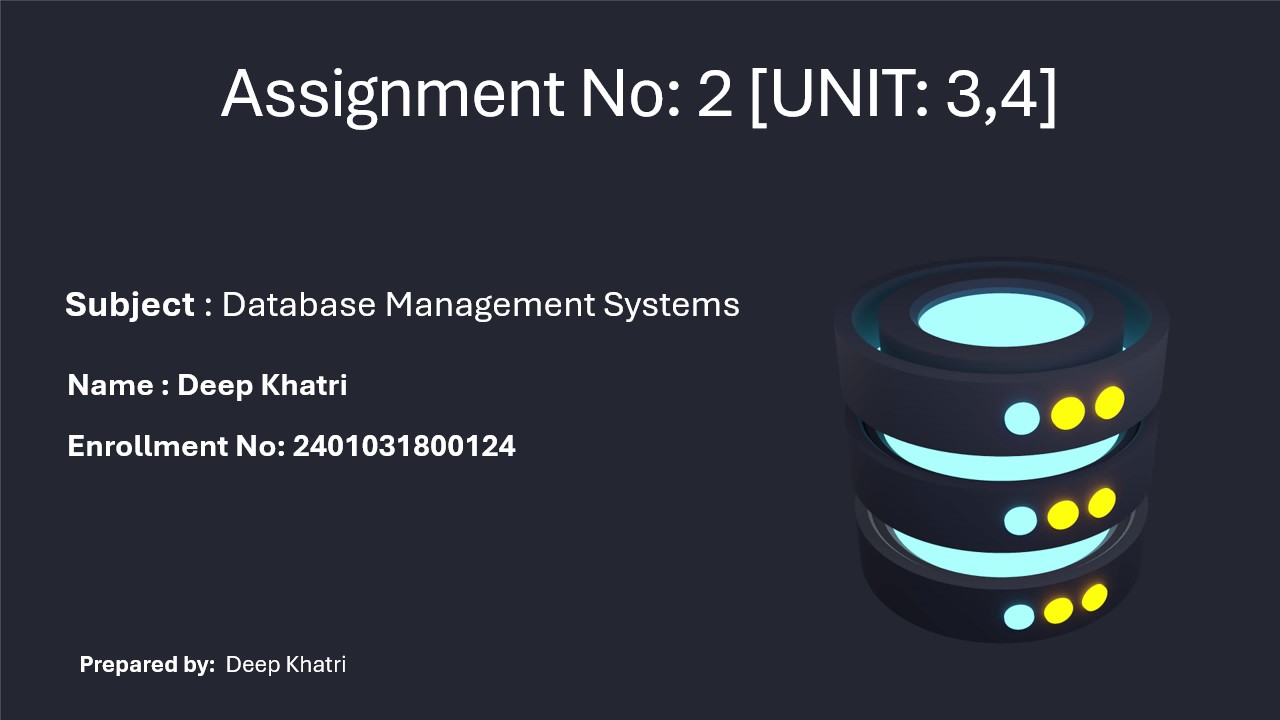 Assignment No: 2 [UNIT: 3,4]
Subject : Database Management Systems
Name : Deep Khatri
Enrollment No: 2401031800124
Prepared by: Deep Khatri